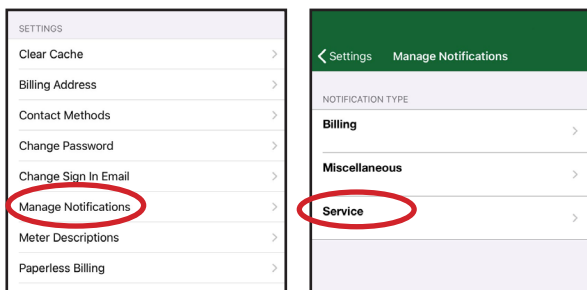 SETTINGS
Clear Cache
Billing Address
Contact Methods
Change Password
Change Sign In Email
Manage Notifications
Meter Descriptions
Paperless Billing
Settings Manage Notifications
NOTIFICATION TYPE
Billing
Miscellaneous
Service